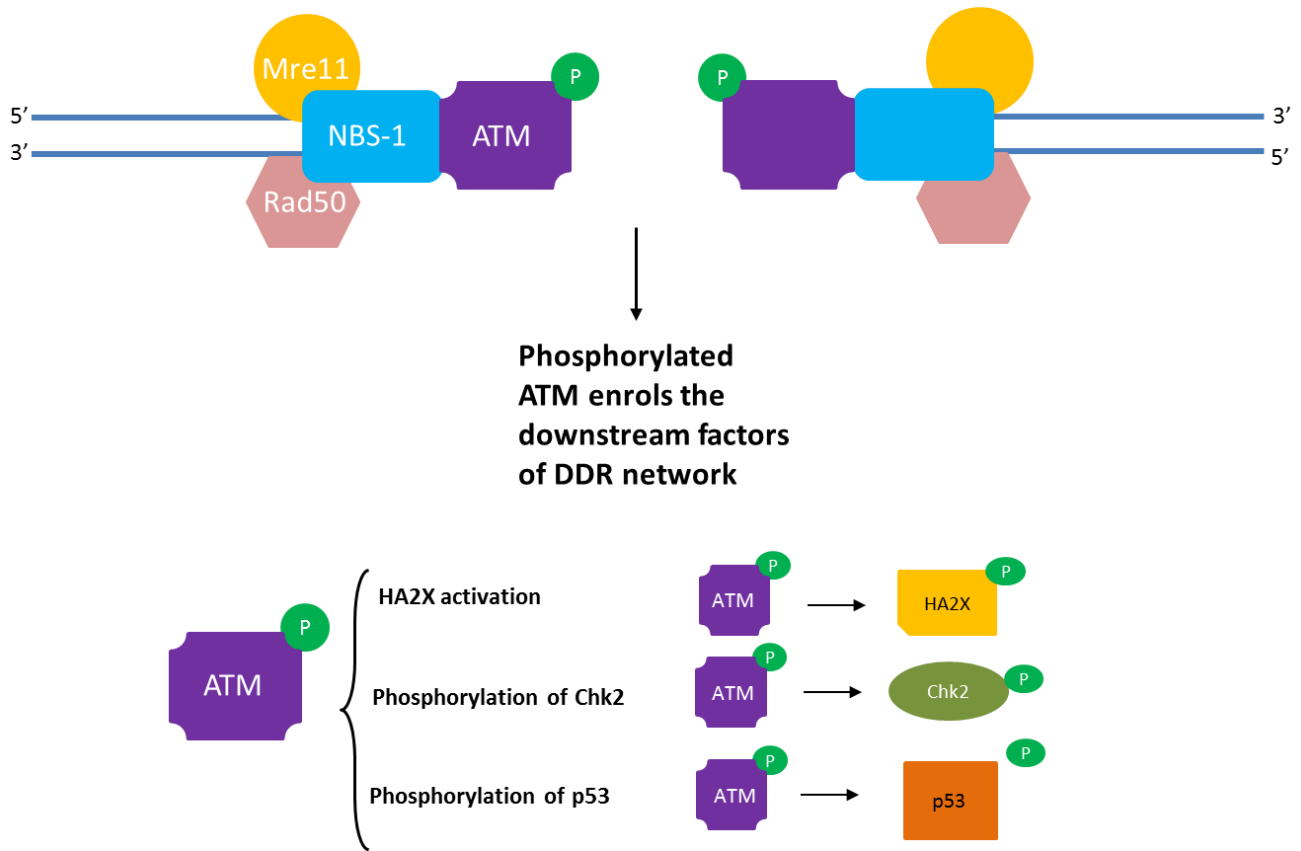 Mre11
P
P
5’
3’
NBS-1
ATM
3’
5’
Rad50
Phosphorylated
ATM enrols the
downstream factors
of DDR network
P
HA2X activation
ATM
P
HA2X
P
ATM
P
Phosphorylation of Chk2
ATM
P
Chk2
P
Phosphorylation of p53
ATM
P
p53
P